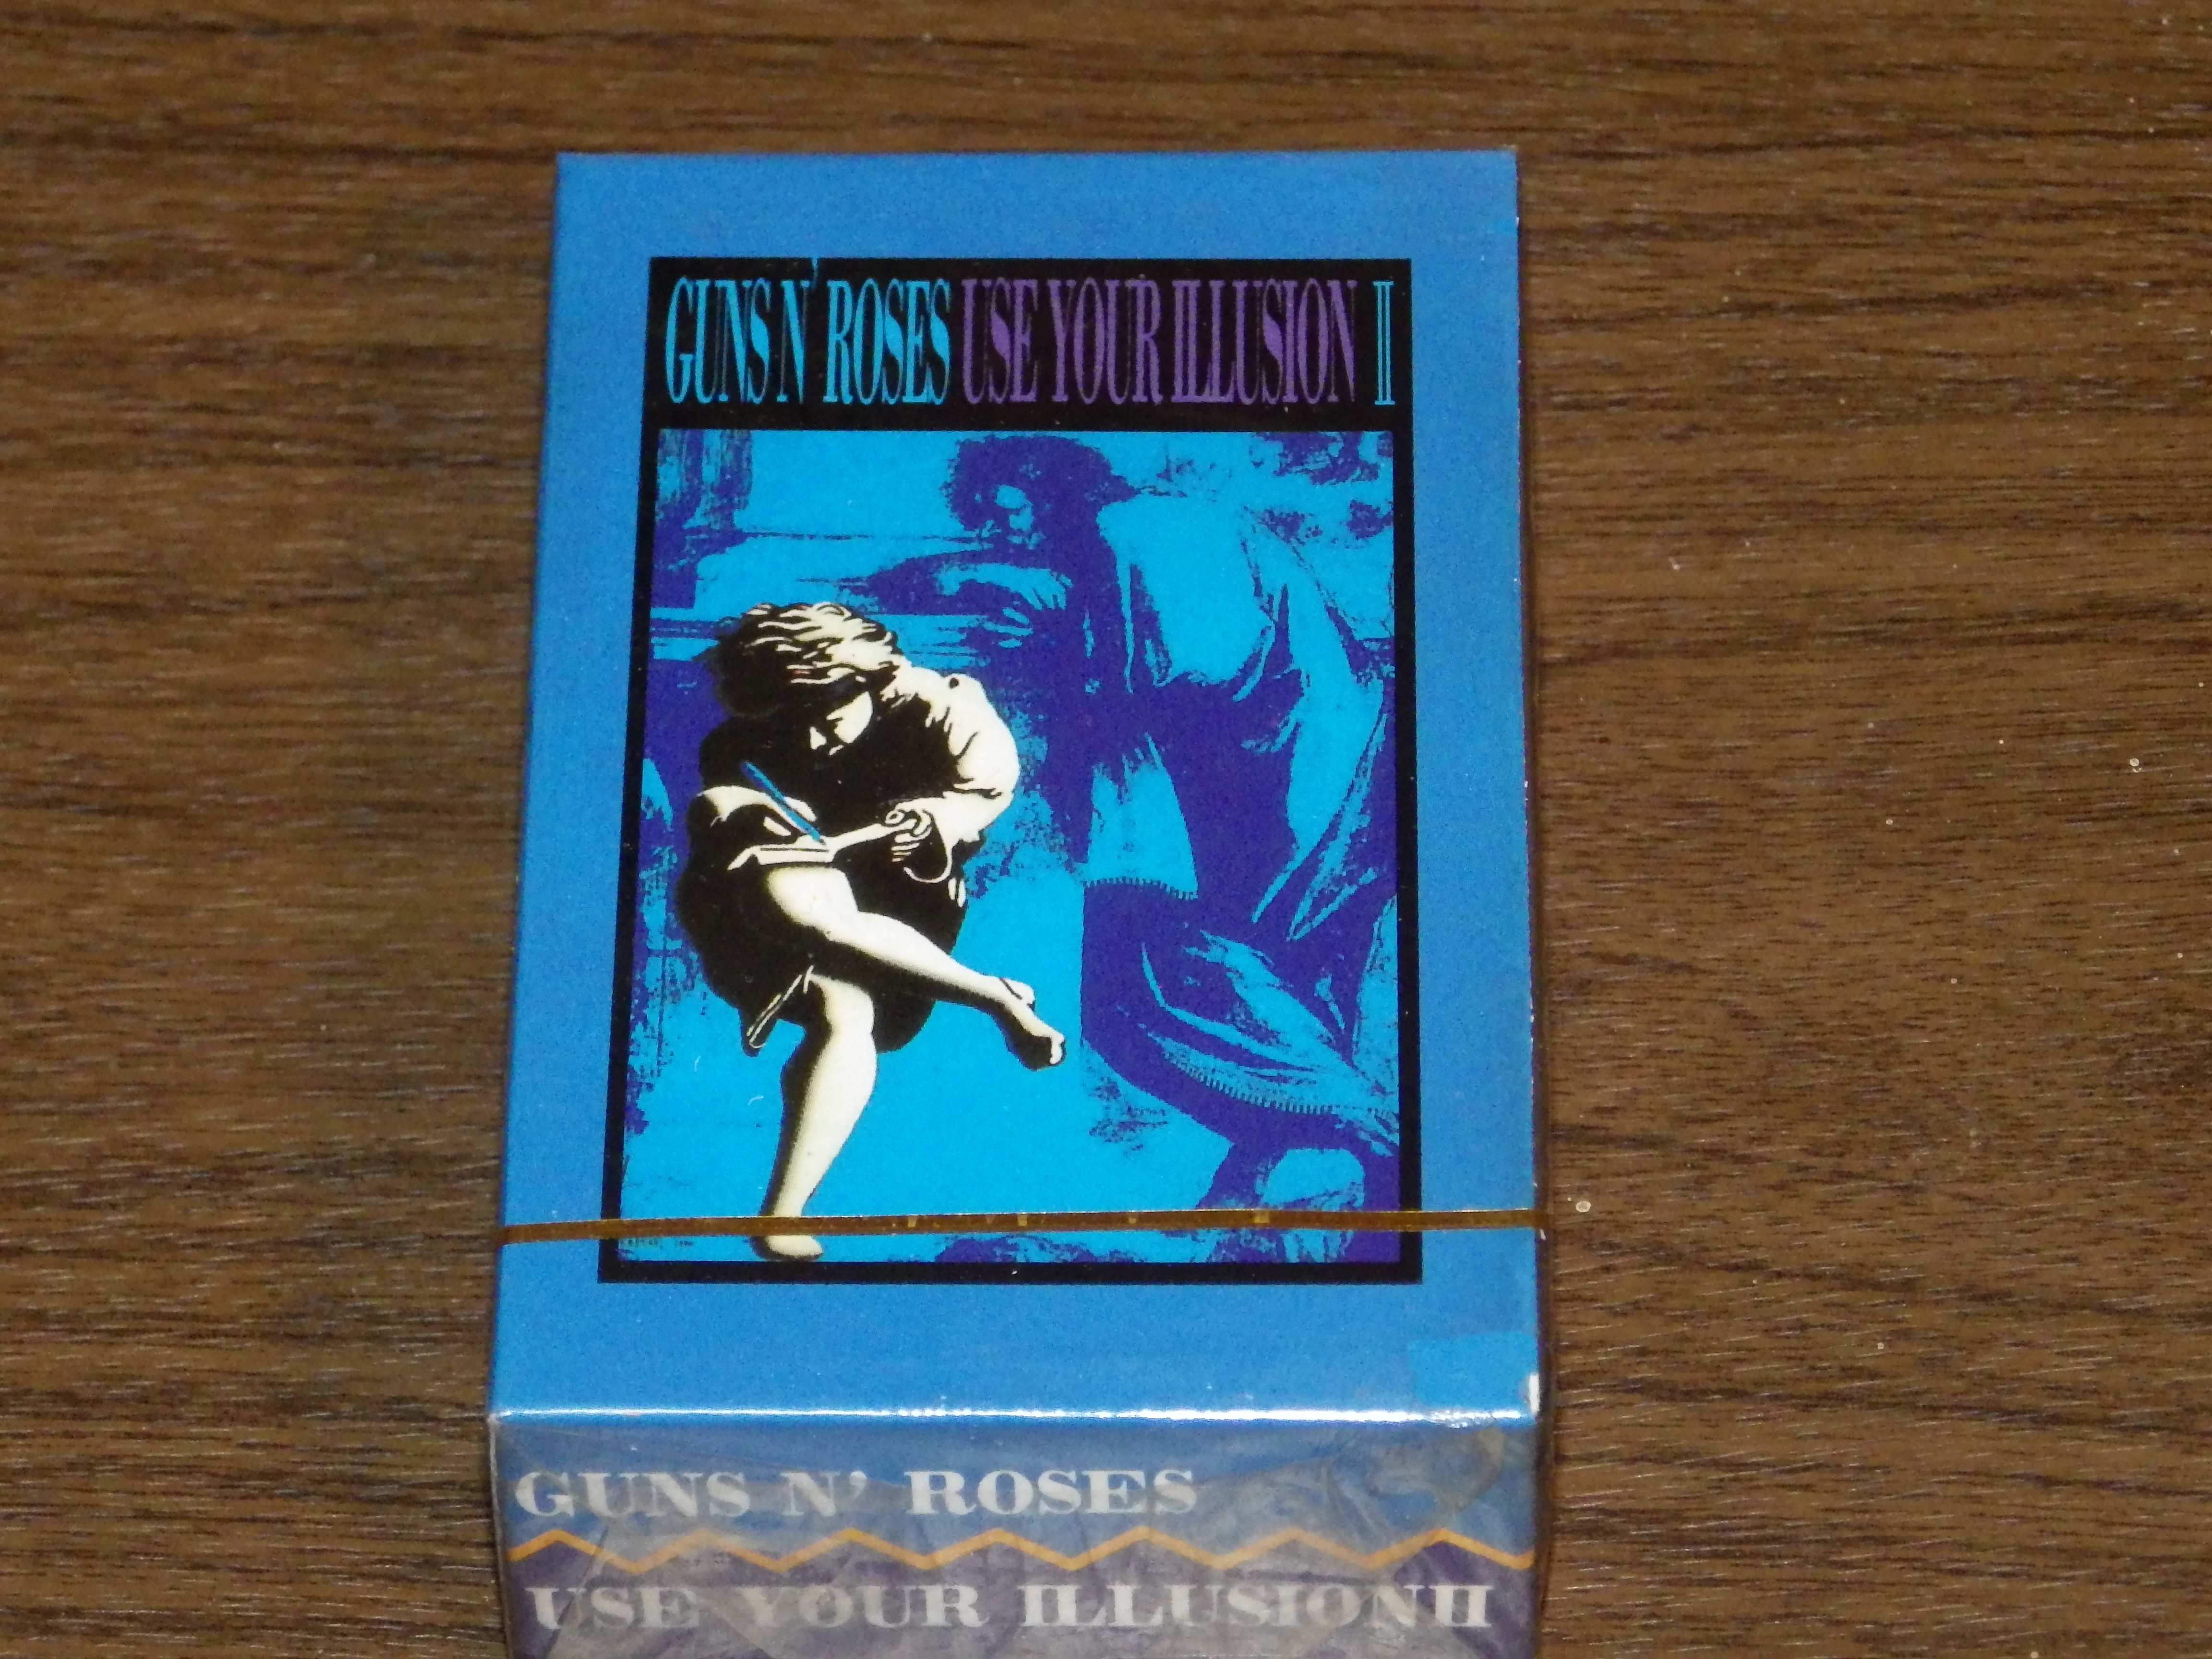 GUNS N' ROSES USE YOUR ILLUSION II
GUNS N' ROSES
USE YOUR ILLUSION II